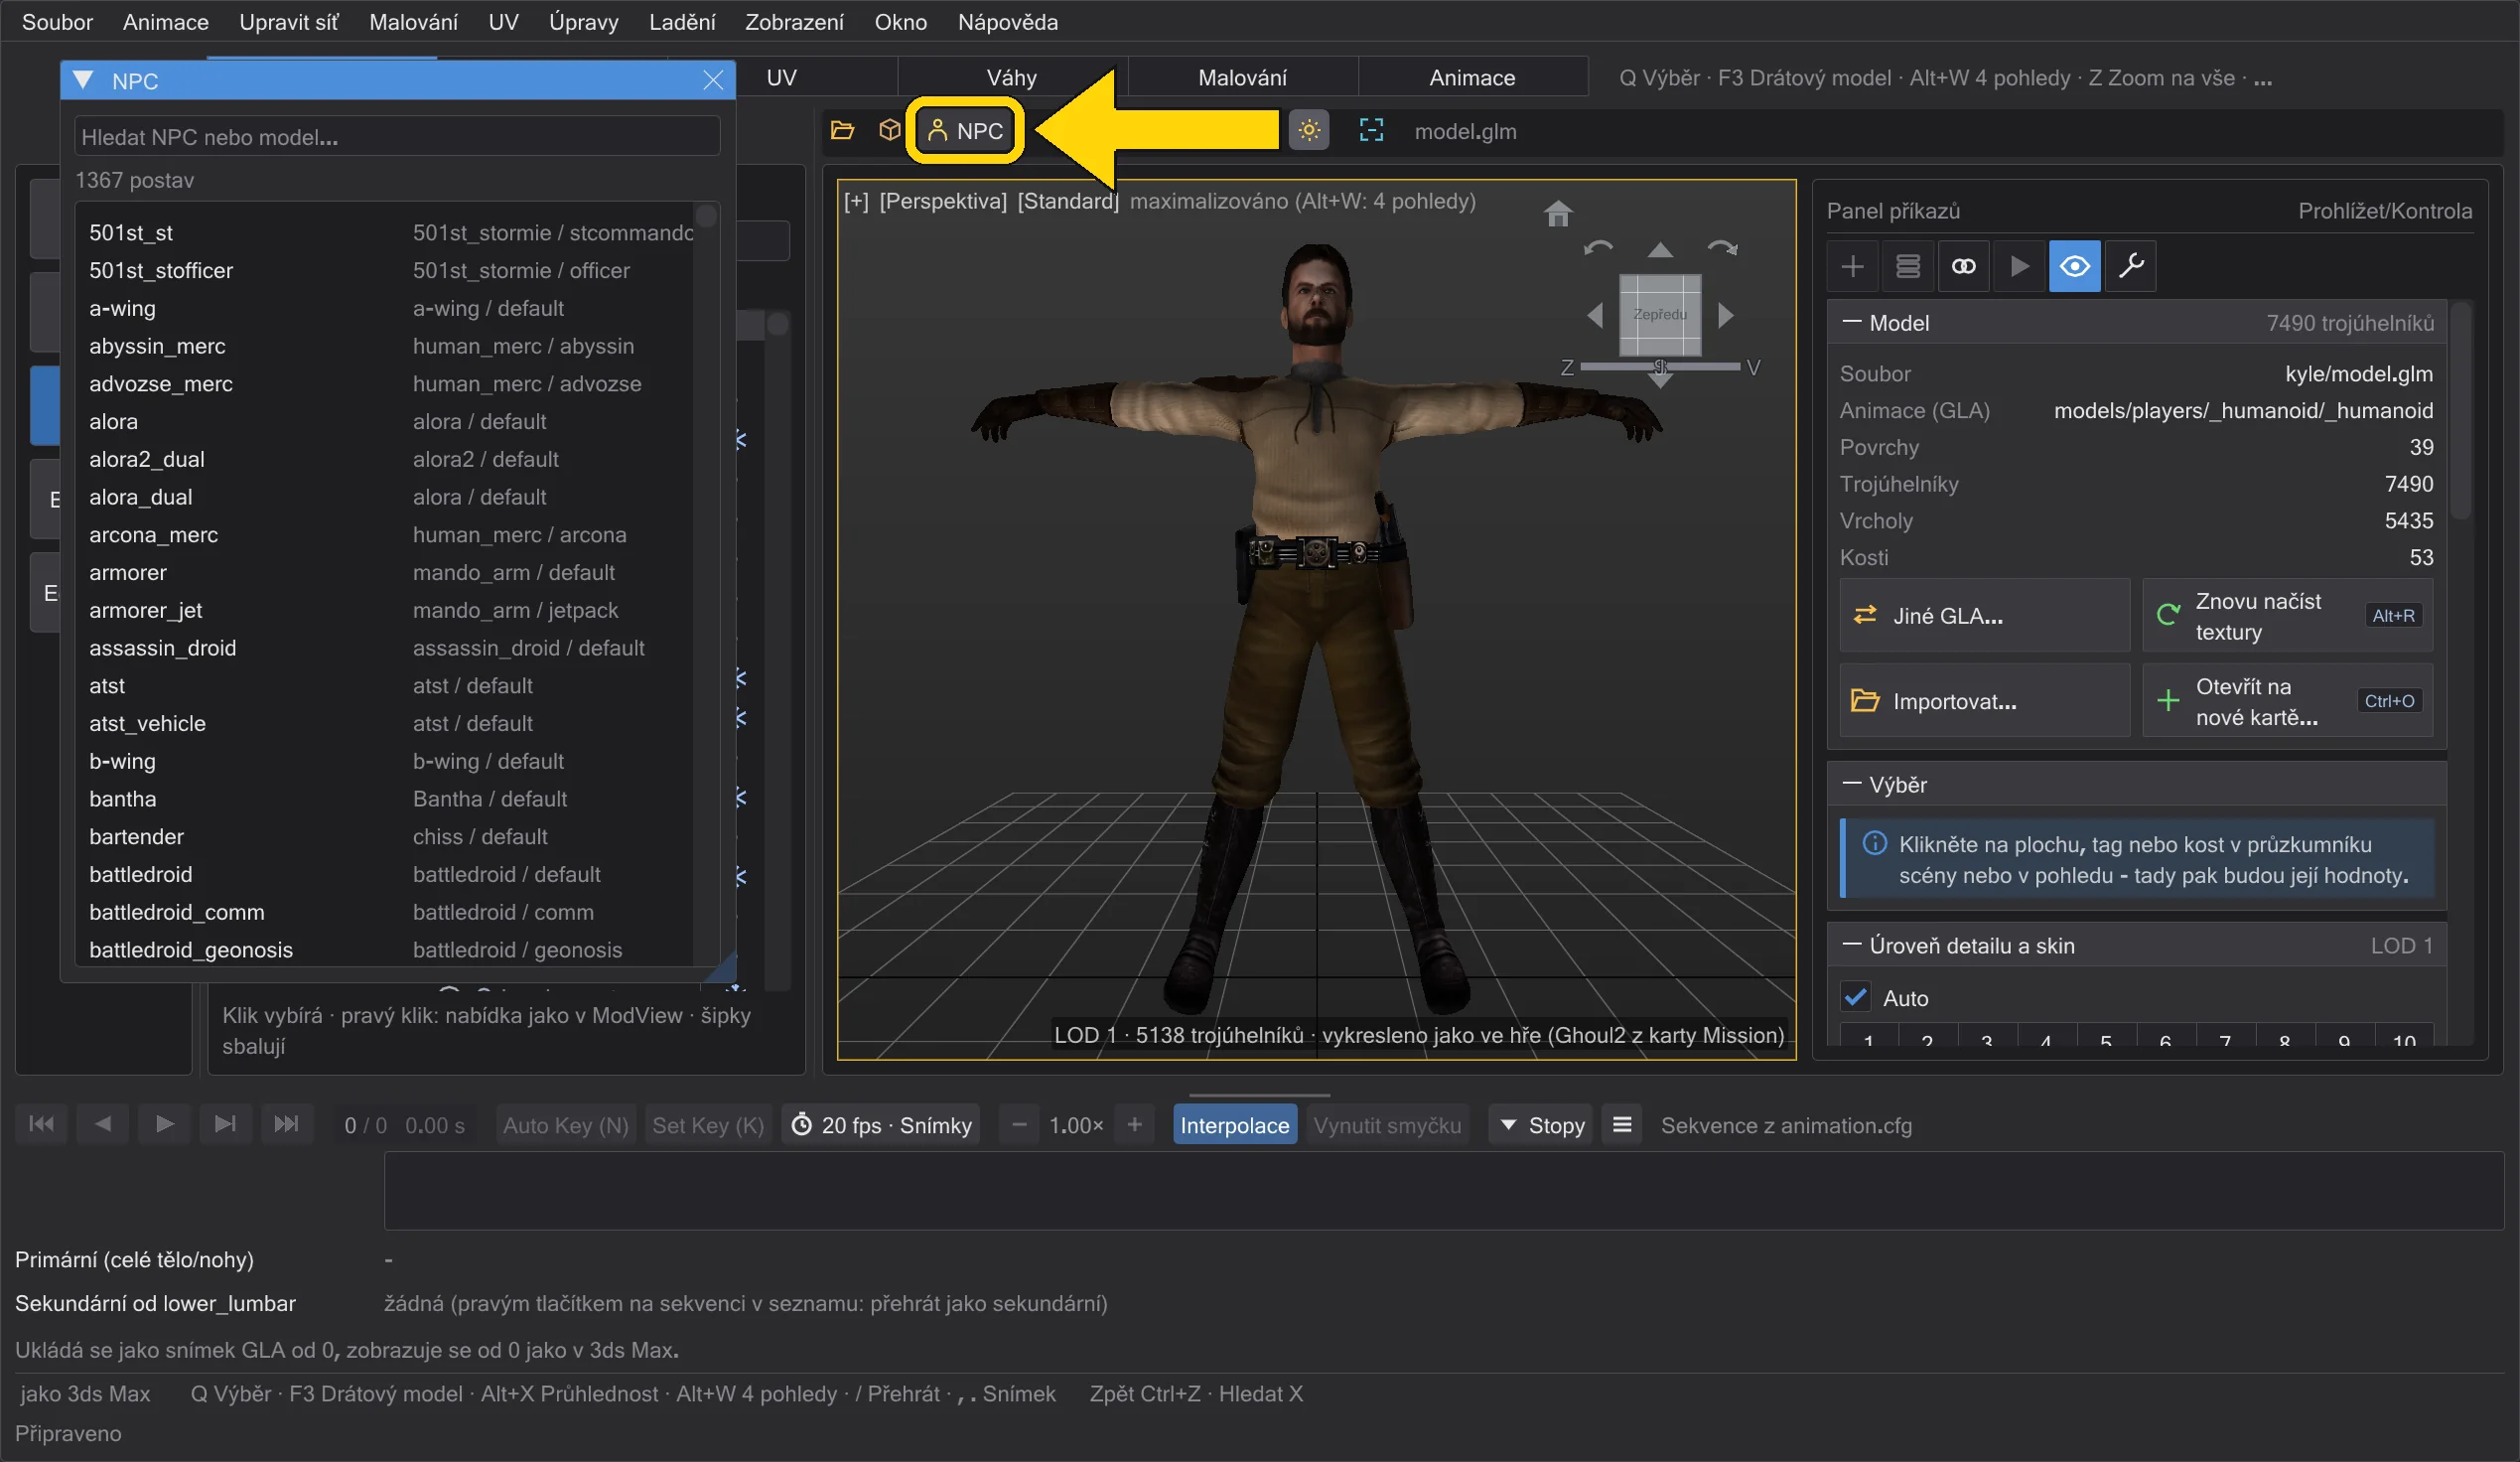 Soubor Animace Upravit síť Malování UV Úpravy Ladění Zobrazení Okno Nápověda
NPC
UV Váhy Malování Animace Q Výběr · F3 Drátový model · Alt+W 4 pohledy · Z Zoom na vše · ...
NPC model.glm
Hledat NPC nebo model...
1367 postav
501st_st 501st_stormie / stcommando
501st_stofficer 501st_stormie / officer
a-wing a-wing / default
abyssin_merc human_merc / abyssin
advozse_merc human_merc / advozse
alora alora / default
alora2_dual alora2 / default
alora_dual alora / default
arcona_merc human_merc / arcona
armorer mando_arm / default
armorer_jet mando_arm / jetpack
assassin_droid assassin_droid / default
atst atst / default
atst_vehicle atst / default
b-wing b-wing / default
bantha Bantha / default
bartender chiss / default
battledroid battledroid / default
battledroid_comm battledroid / comm
battledroid_geonosis battledroid / geonosis
Klik vybírá · pravý klik: nabídka jako v ModView · šipky
sbalují
[+] [Perspektiva] [Standard] maximalizováno (Alt+W: 4 pohledy)
Zepředu
Z V
LOD 1 · 5138 trojúhelníků · vykresleno jako ve hře (Ghoul2 z karty Mission)
Panel příkazů Prohlížet/Kontrola
Model 7490 trojúhelníků
Soubor kyle/model.glm
Animace (GLA) models/players/_humanoid/_humanoid
Povrchy 39
Trojúhelníky 7490
Vrcholy 5435
Kosti 53
Jiné GLA...
Znovu načíst
textury
Alt+R
Importovat...
Otevřít na
nové kartě...
Ctrl+O
Výběr
Klikněte na plochu, tag nebo kost v průzkumníku
scény nebo v pohledu - tady pak budou její hodnoty.
Úroveň detailu a skin LOD 1
Auto
1 2 3 4 5 6 7 8 9 10
0 / 0 0.00 s Auto Key (N) Set Key (K) 20 fps · Snímky 1.00× Interpolace Vynutit smyčku Stopy Sekvence z animation.cfg
Primární (celé tělo/nohy) -
Sekundární od lower_lumbar žádná (pravým tlačítkem na sekvenci v seznamu: přehrát jako sekundární)
Ukládá se jako snímek GLA od 0, zobrazuje se od 0 jako v 3ds Max.
jako 3ds Max Q Výběr · F3 Drátový model · Alt+X Průhlednost · Alt+W 4 pohledy · / Přehrát · , . Snímek Zpět Ctrl+Z · Hledat X
Připraveno